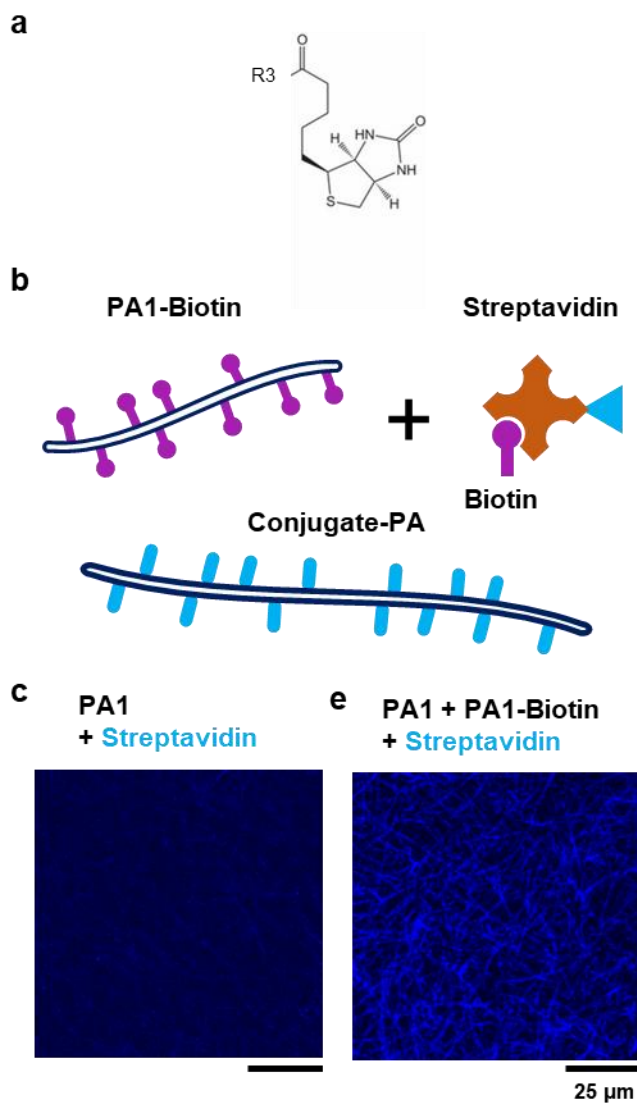 a
O
R3
H
HN
O
NH
S
H
b
PA1-Biotin
Streptavidin
+
Biotin
Conjugate-PA
c
PA1
+ Streptavidin
e
PA1 + PA1-Biotin
+ Streptavidin
25 µm